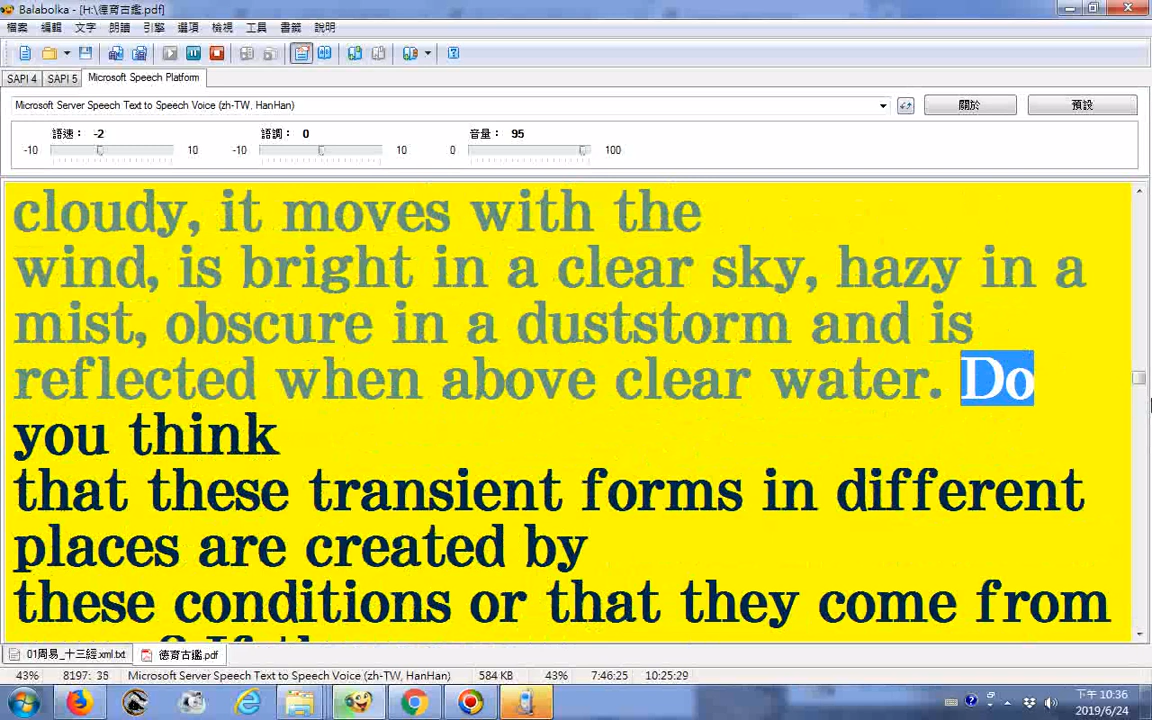 Balabolka - [H:\德育古鑑.pdf]
檔案 編輯 文字 朗讀 引擎 選項 檢視 工具 書籤 說明
SAPI 4 SAPI 5 Microsoft Speech Platform
Microsoft Server Speech Text to Speech Voice (zh-TW, HanHan) 關於 預設
語速： -2 語調： 0 音量： 95
-10 10 -10 10 0 100
cloudy, it moves with the
wind, is bright in a clear sky, hazy in a
mist, obscure in a duststorm and is
reflected when above clear water. Do
you think
that these transient forms in different
places are created by
these conditions or that they come from
01周易_十三經.xml.txt 德育古鑑.pdf
43% 8197: 35 Microsoft Server Speech Text to Speech Voice (zh-TW, HanHan) 584 KB 43% 7:46:25 10:25:29
下午 10:36
2019/6/24